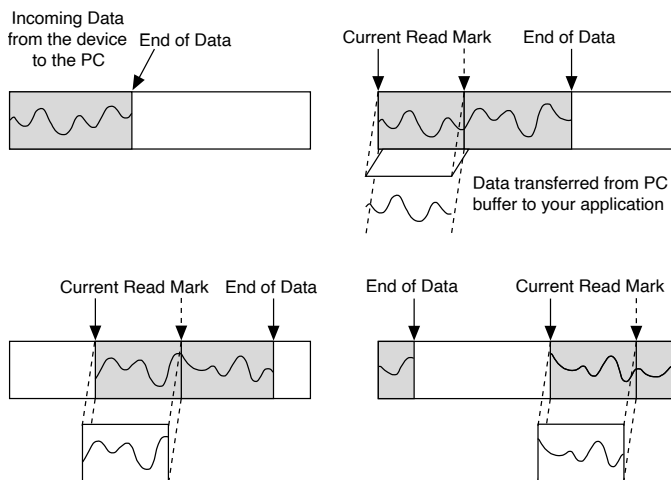 Incoming Data
from the device
to the PC
End of Data
Current Read Mark
End of Data
Data transferred from PC
buffer to your application
Current Read Mark
End of Data
End of Data
Current Read Mark